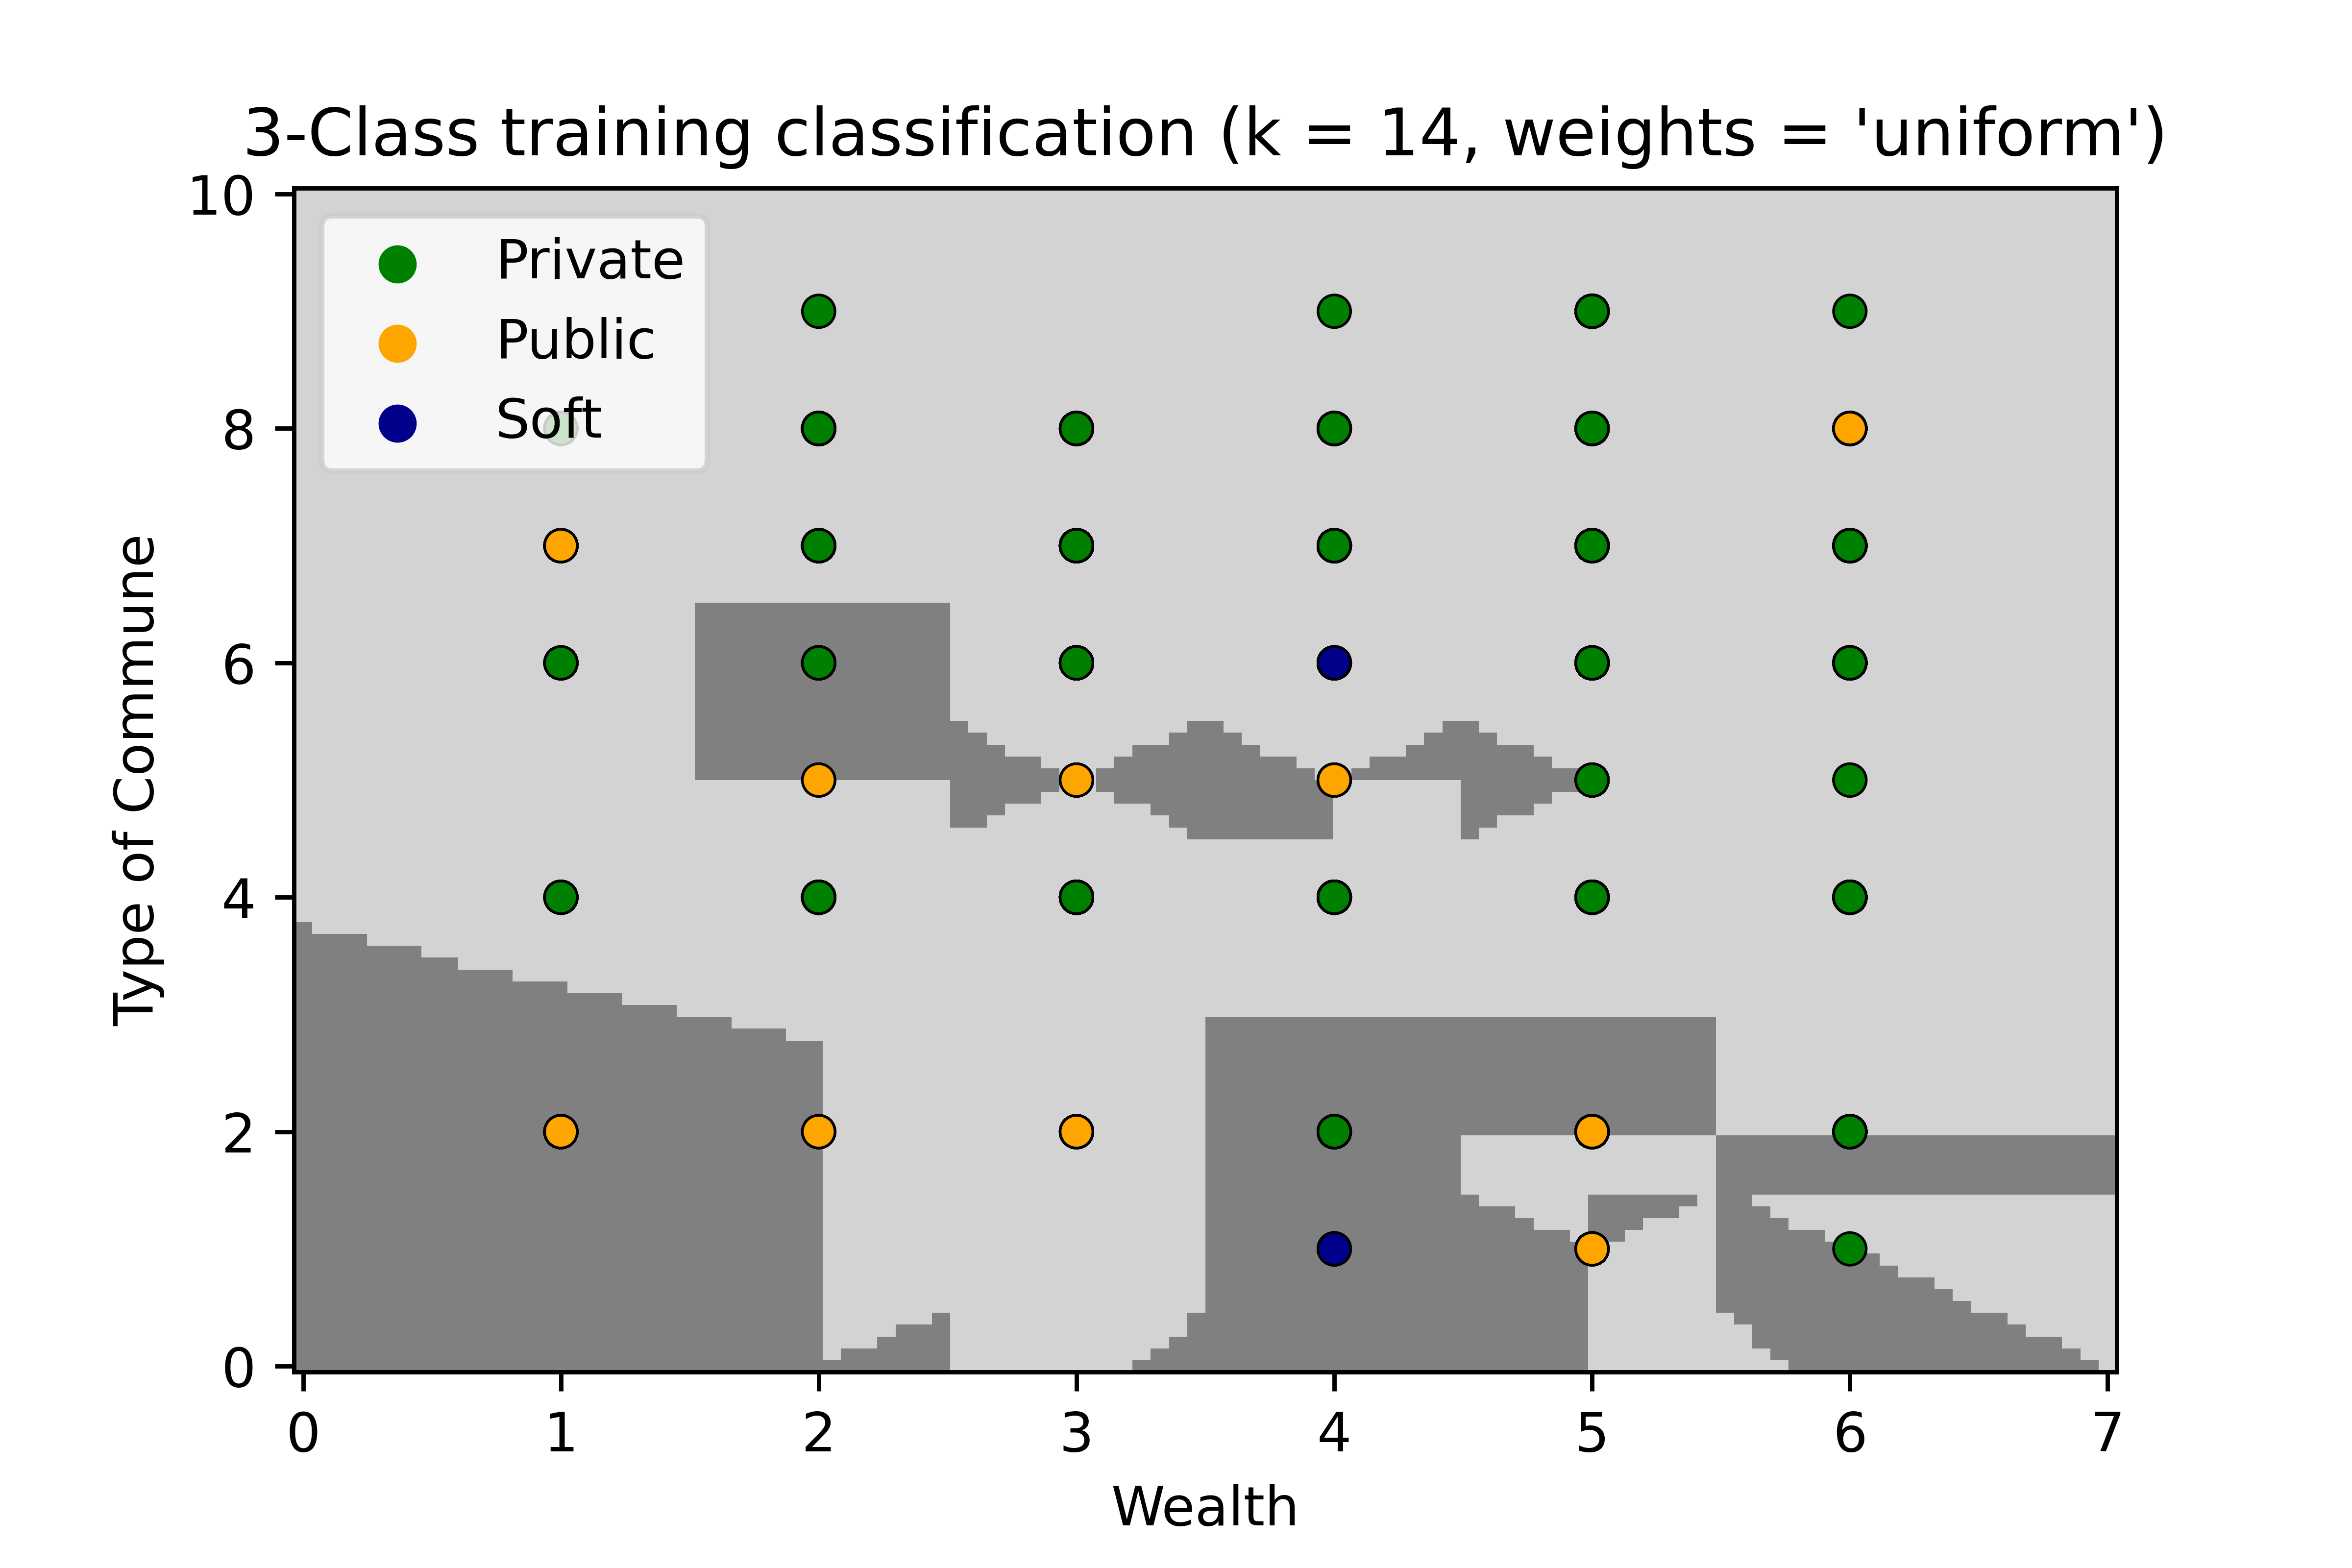 3-Class training classification (k = 14, weights = 'uniform')
10
8
6
4
2
0
Type of Commune
Private
Public
Soft
0 1 2 3 4 5 6 7
Wealth